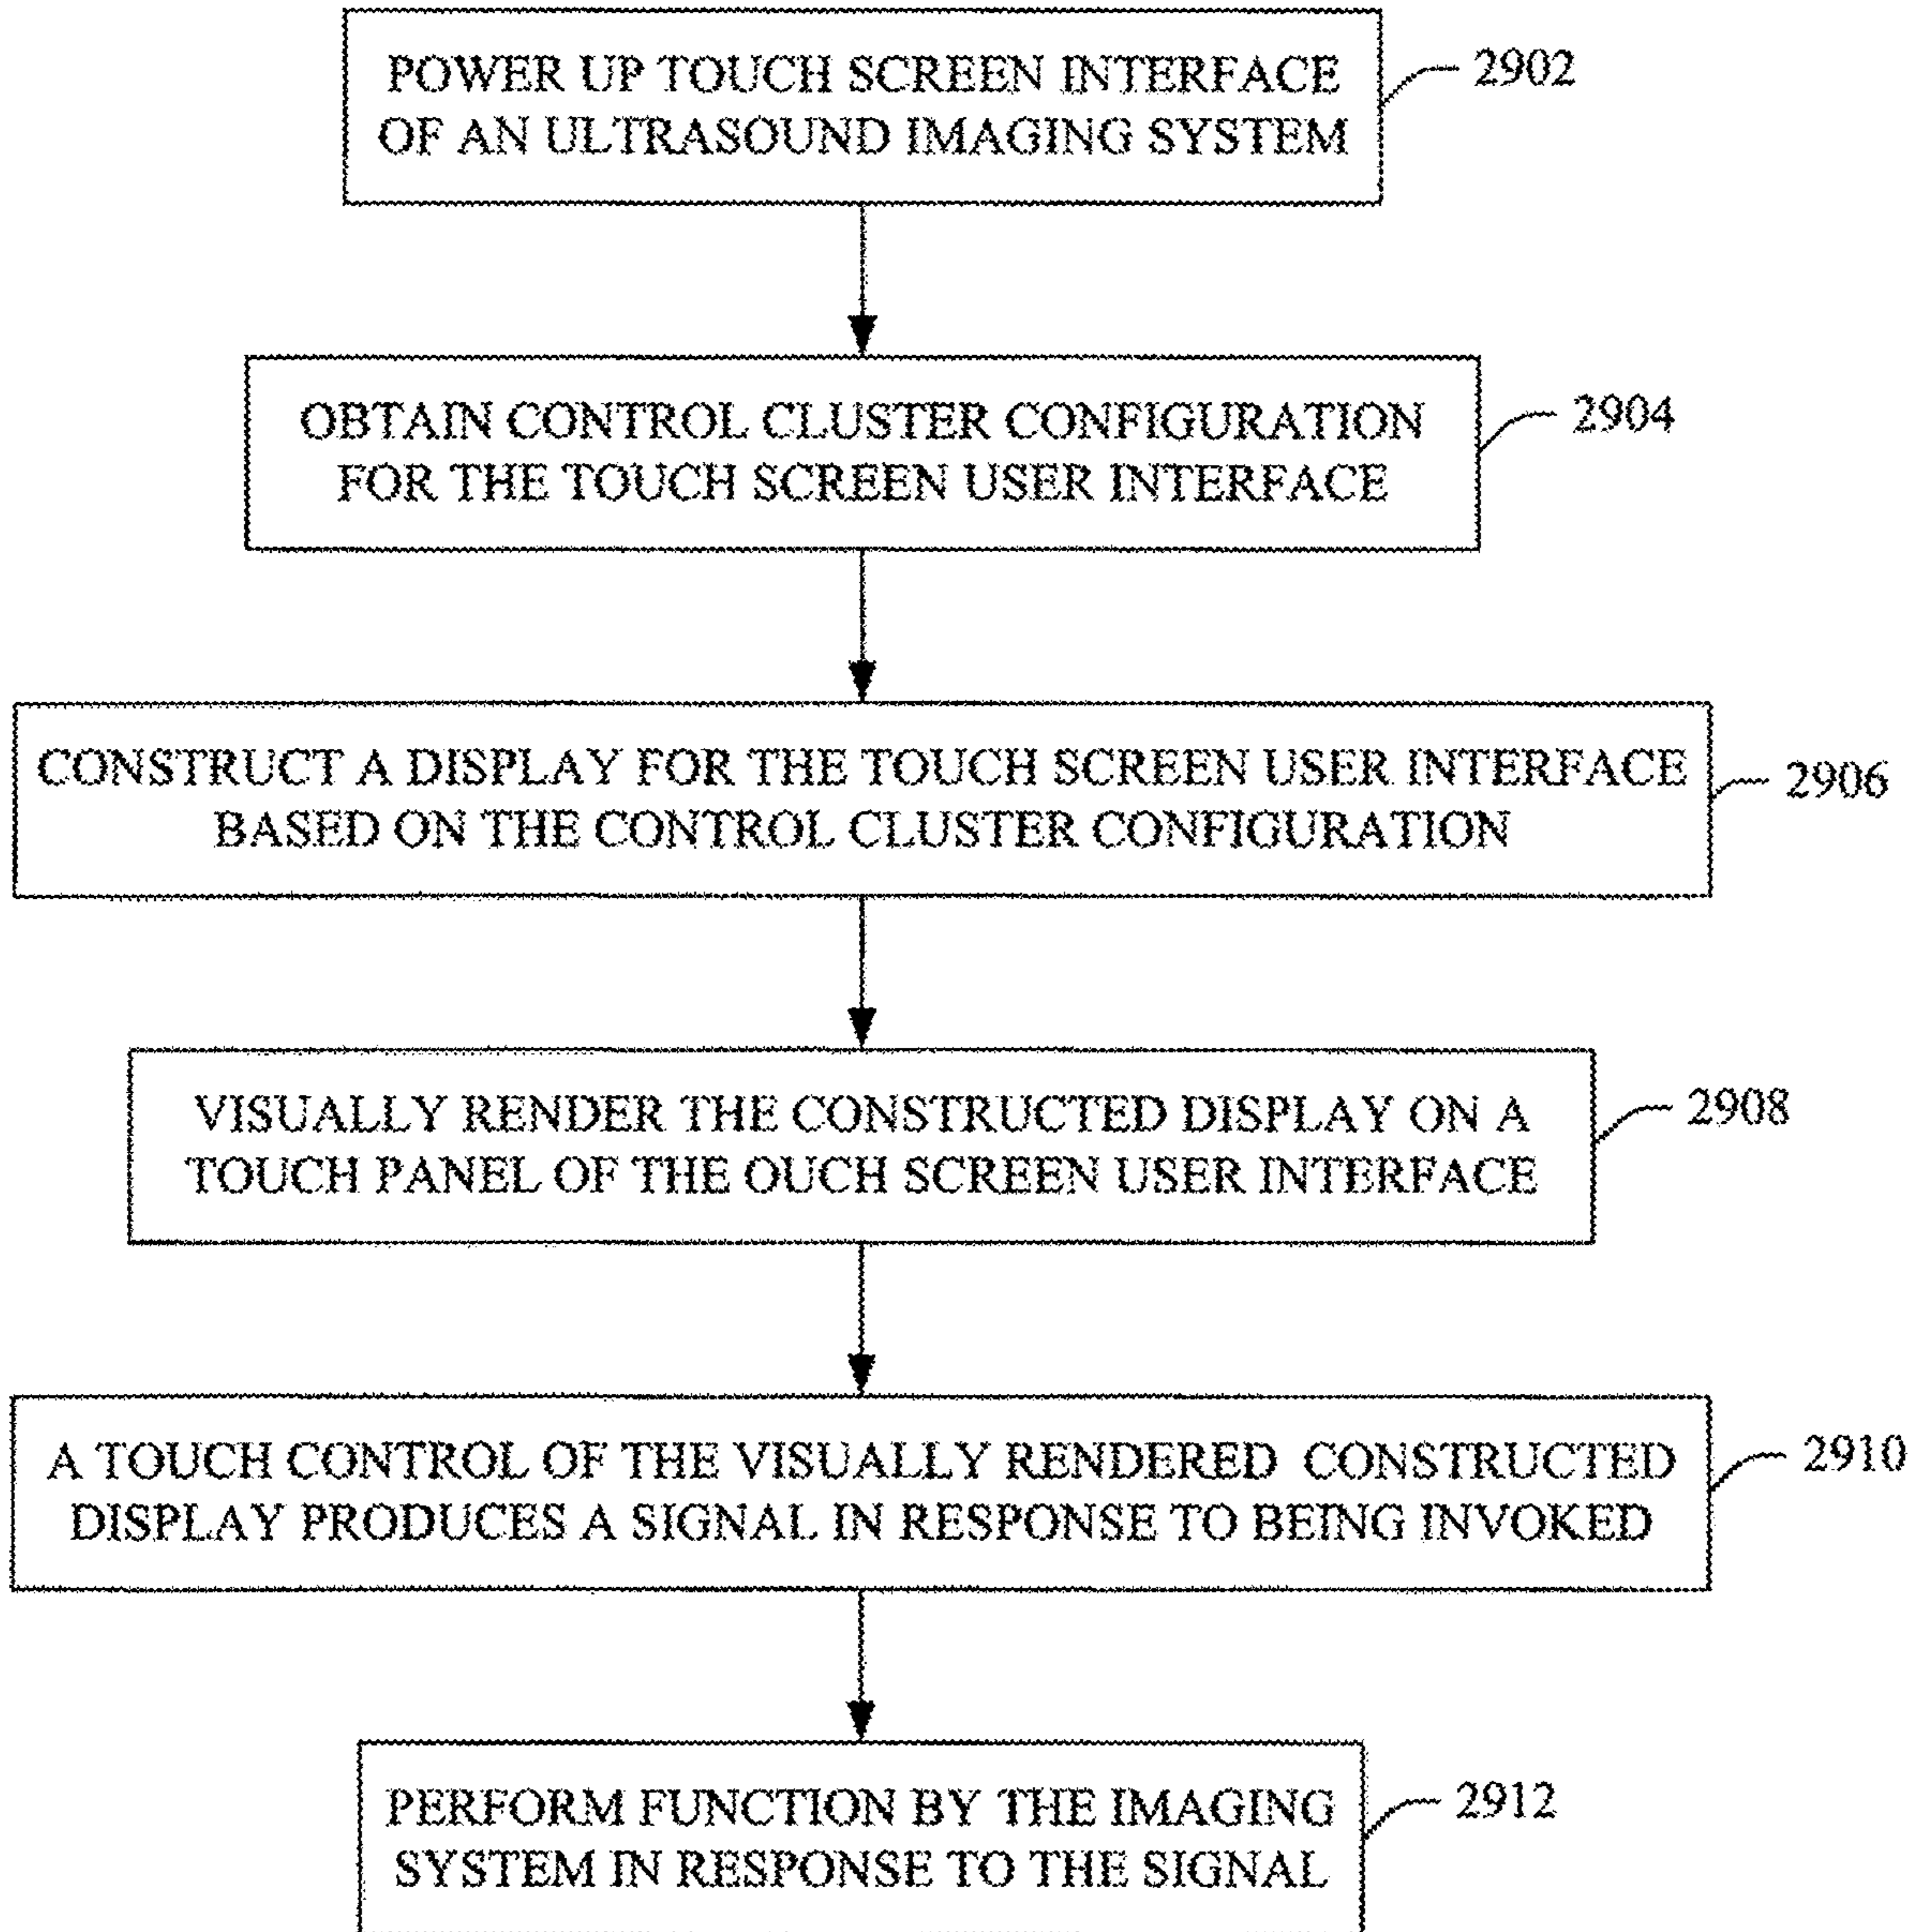 POWER UP TOUCH SCREEN INTERFACE
OF AN ULTRASOUND IMAGING SYSTEM
2902
OBTAIN CONTROL CLUSTER CONFIGURATION
FOR THE TOUCH SCREEN USER INTERFACE
2904
CONSTRUCT A DISPLAY FOR THE TOUCH SCREEN USER INTERFACE
BASED ON THE CONTROL CLUSTER CONFIGURATION
2906
VISUALLY RENDER THE CONSTRUCTED DISPLAY ON A
TOUCH PANEL OF THE OUCH SCREEN USER INTERFACE
2908
A TOUCH CONTROL OF THE VISUALLY RENDERED CONSTRUCTED
DISPLAY PRODUCES A SIGNAL IN RESPONSE TO BEING INVOKED
2910
PERFORM FUNCTION BY THE IMAGING
SYSTEM IN RESPONSE TO THE SIGNAL
2912